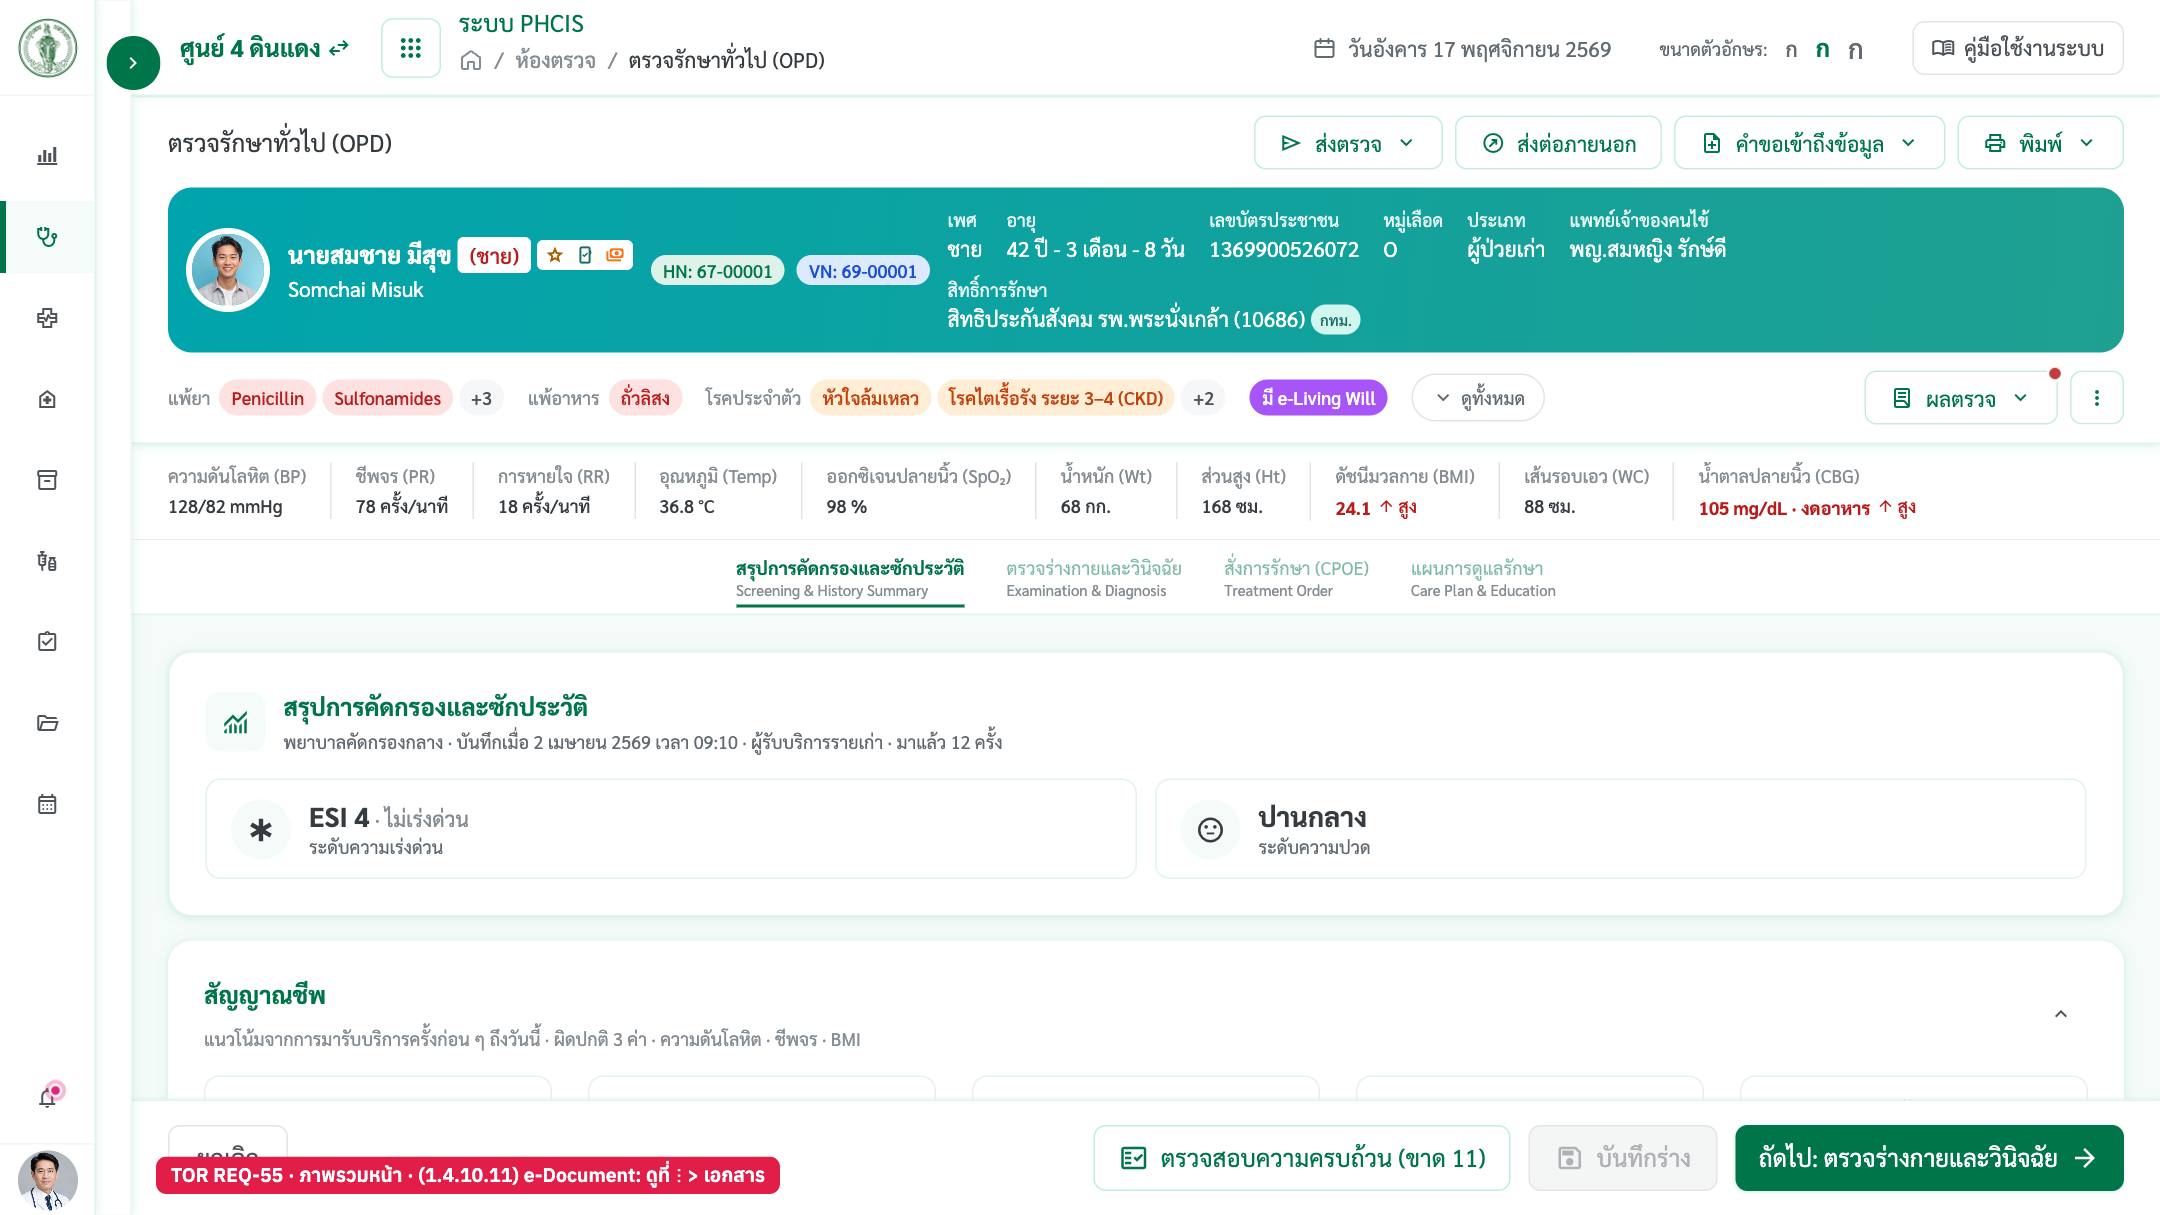 ศูนย์ 4 ดินแดง
ระบบ PHCIS
/ ห้องตรวจ / ตรวจรักษาทั่วไป (OPD)
วันอังคาร 17 พฤศจิกายน 2569
ขนาดตัวอักษร: ก ก ก
คู่มือใช้งานระบบ
ตรวจรักษาทั่วไป (OPD)
ส่งตรวจ
ส่งต่อภายนอก
คำขอเข้าถึงข้อมูล
พิมพ์
นายสมชาย มีสุข (ชาย)
Somchai Misuk
HN: 67-00001
VN: 69-00001
เพศ
ชาย
อายุ
42 ปี - 3 เดือน - 8 วัน
เลขบัตรประชาชน
1369900526072
หมู่เลือด
O
ประเภท
ผู้ป่วยเก่า
แพทย์เจ้าของคนไข้
พญ.สมหญิง รักษ์ดี
สิทธิ์การรักษา
สิทธิประกันสังคม รพ.พระนั่งเกล้า (10686) กทม.
แพ้ยา Penicillin Sulfonamides +3
แพ้อาหาร ถั่วลิสง
โรคประจำตัว หัวใจล้มเหลว โรคไตเรื้อรัง ระยะ 3–4 (CKD) +2
มี e-Living Will
ดูทั้งหมด
ผลตรวจ
ความดันโลหิต (BP)
128/82 mmHg
ชีพจร (PR)
78 ครั้ง/นาที
การหายใจ (RR)
18 ครั้ง/นาที
อุณหภูมิ (Temp)
36.8 °C
ออกซิเจนปลายนิ้ว (SpO₂)
98 %
น้ำหนัก (Wt)
68 กก.
ส่วนสูง (Ht)
168 ซม.
ดัชนีมวลกาย (BMI)
24.1 ↑ สูง
เส้นรอบเอว (WC)
88 ซม.
น้ำตาลปลายนิ้ว (CBG)
105 mg/dL · งดอาหาร ↑ สูง
สรุปการคัดกรองและซักประวัติ
Screening & History Summary
ตรวจร่างกายและวินิจฉัย
Examination & Diagnosis
สั่งการรักษา (CPOE)
Treatment Order
แผนการดูแลรักษา
Care Plan & Education
สรุปการคัดกรองและซักประวัติ
พยาบาลคัดกรองกลาง · บันทึกเมื่อ 2 เมษายน 2569 เวลา 09:10 · ผู้รับบริการรายเก่า · มาแล้ว 12 ครั้ง
ESI 4 · ไม่เร่งด่วน
ระดับความเร่งด่วน
ปานกลาง
ระดับความปวด
สัญญาณชีพ
แนวโน้มจากการมารับบริการครั้งก่อน ๆ ถึงวันนี้ · ผิดปกติ 3 ค่า · ความดันโลหิต · ชีพจร · BMI
TOR REQ-55 · ภาพรวมหน้า · (1.4.10.11) e-Document: ดูที่ ⋮ > เอกสาร
ตรวจสอบความครบถ้วน (ขาด 11)
บันทึกร่าง
ถัดไป: ตรวจร่างกายและวินิจฉัย →